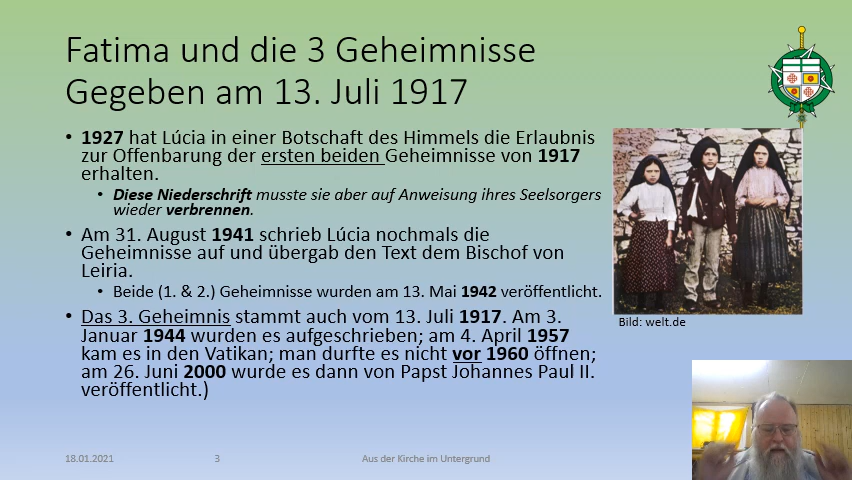 Fatima und die 3 Geheimnisse
Gegeben am 13. Juli 1917
• 1927 hat Lúcia in einer Botschaft des Himmels die Erlaubnis
zur Offenbarung der ersten beiden Geheimnisse von 1917
erhalten.
• Diese Niederschrift musste sie aber auf Anweisung ihres Seelsorgers
wieder verbrennen.
• Am 31. August 1941 schrieb Lúcia nochmals die
Geheimnisse auf und übergab den Text dem Bischof von
Leiria.
• Beide (1. & 2.) Geheimnisse wurden am 13. Mai 1942 veröffentlicht.
• Das 3. Geheimnis stammt auch vom 13. Juli 1917. Am 3.
Januar 1944 wurden es aufgeschrieben; am 4. April 1957
kam es in den Vatikan; man durfte es nicht vor 1960 öffnen;
am 26. Juni 2000 wurde es dann von Papst Johannes Paul II.
veröffentlicht.)
Bild: welt.de
18.01.2021
3
Aus der Kirche im Untergrund